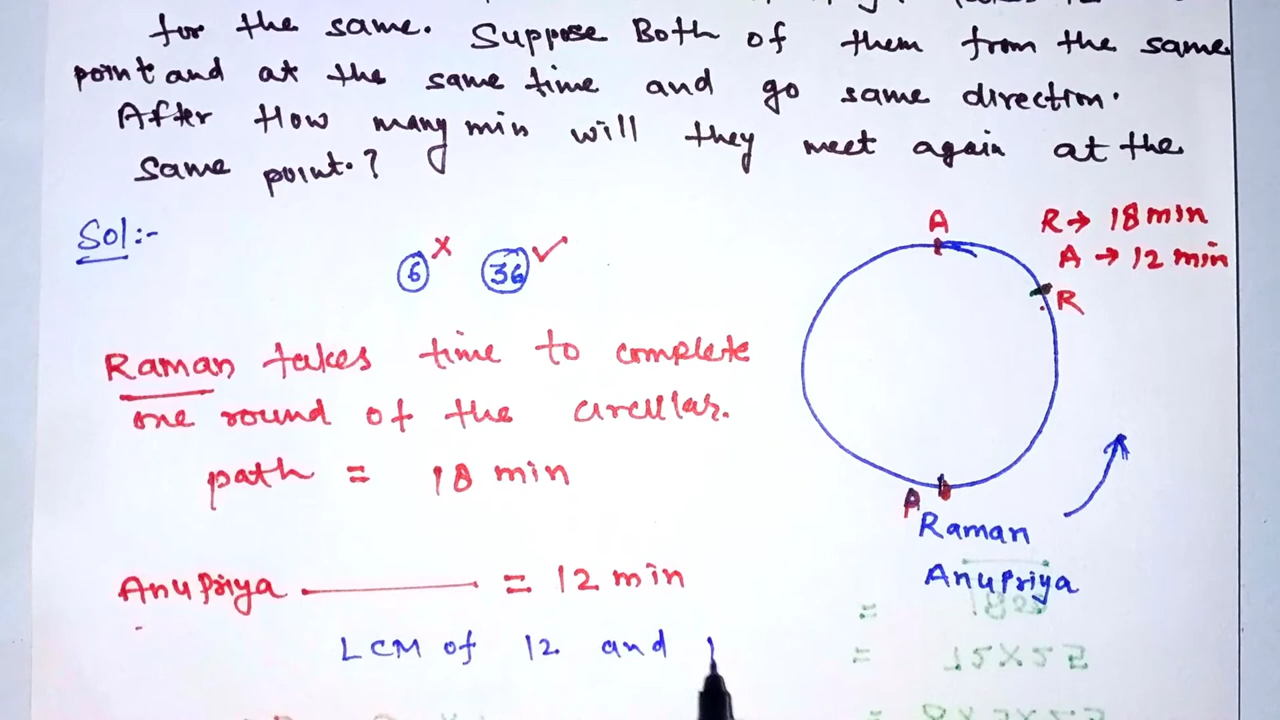 for the same. Suppose Both of them from the same
point and at the same time and go same direction.
After How many min will they meet again at the
same point.?
Sol:-
6 x 36 ✓
A
R → 18 min
A → 12 min
R
Raman takes time to complete
one round of the circular.
path = 18 min
A
Raman
Anupriya
Anupriya = 12 min
LCM of 12 and